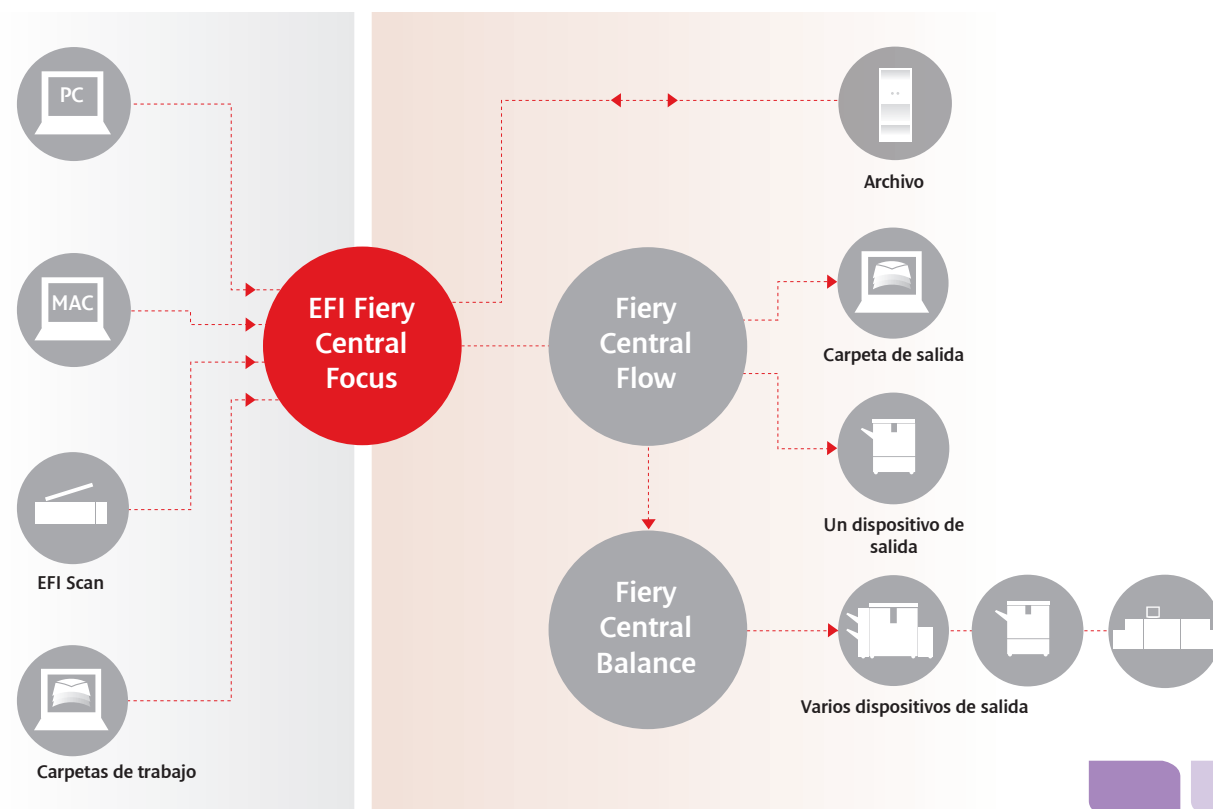 PC
MAC
EFI Scan
Carpetas de trabajo
EFI Fiery
Central
Focus
Fiery
Central
Flow
Fiery
Central
Balance
Archivo
Carpeta de salida
Un dispositivo de
salida
Varios dispositivos de salida